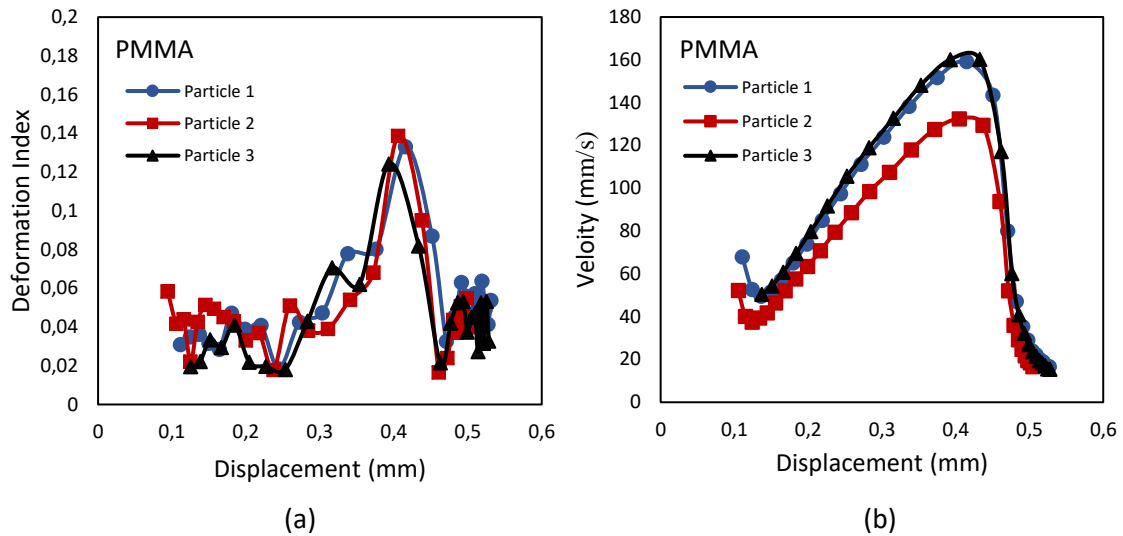 PMMA
Particle 1
Particle 2
Particle 3
Deformation Index
0,2
0,18
0,16
0,14
0,12
0,1
0,08
0,06
0,04
0,02
0
0 0,1 0,2 0,3 0,4 0,5 0,6
Displacement (mm)
(a)
PMMA
Particle 1
Particle 2
Particle 3
Veloity (mm/s)
180
160
140
120
100
80
60
40
20
0
0 0,1 0,2 0,3 0,4 0,5 0,6
Displacement (mm)
(b)